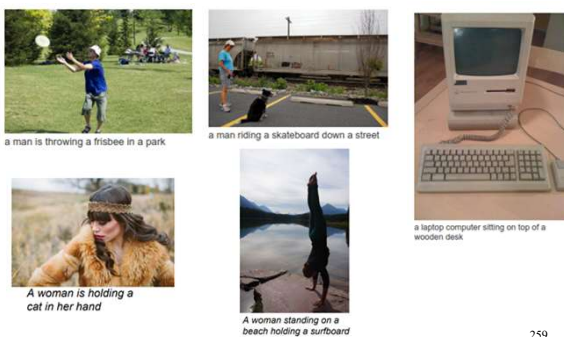 a man is throwing a frisbee in a park
a man riding a skateboard down a street
a laptop computer sitting on top of a
wooden desk
A woman is holding a
cat in her hand
A woman standing on a
beach holding a surfboard
259